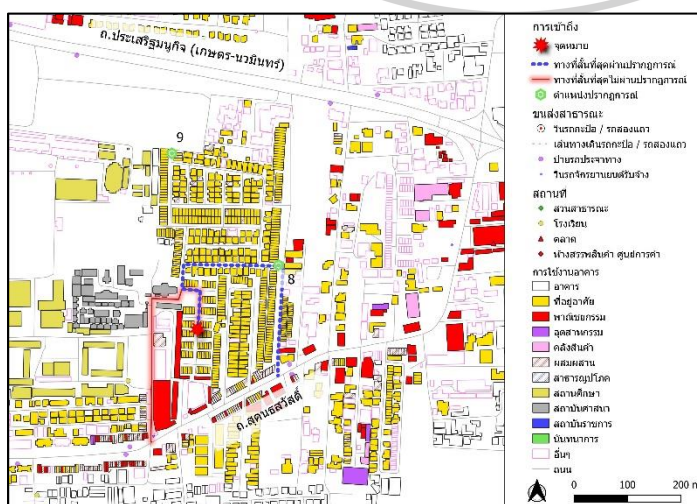 ถ.ประเสริฐมนูกิจ (เกษตร-นวมินทร์)
9
8
ถ.สุคนธสวัสดิ์
การเข้าถึง
จุดหมาย
ทางที่สั้นที่สุดผ่านปรากฏการณ์
ทางที่สั้นที่สุดไม่ผ่านปรากฏการณ์
ตำแหน่งปรากฏการณ์
ขนส่งสาธารณะ
วินรถกะป๊อ / รถสองแถว
เส้นทางเดินรถกะป๊อ / รถสองแถว
ป้ายรถประจำทาง
วินรถจักรยานยนต์รับจ้าง
สถานที่
สวนสาธารณะ
โรงเรียน
ตลาด
ห้างสรรพสินค้า ศูนย์การค้า
การใช้งานอาคาร
อาคาร
ที่อยู่อาศัย
พาณิชยกรรม
อุตสาหกรรม
คลังสินค้า
ผสมผสาน
สาธารณูปโภค
สถานศึกษา
สถาบันศาสนา
สถาบันราชการ
นันทนาการ
อื่นๆ
ถนน
0 100 200 m